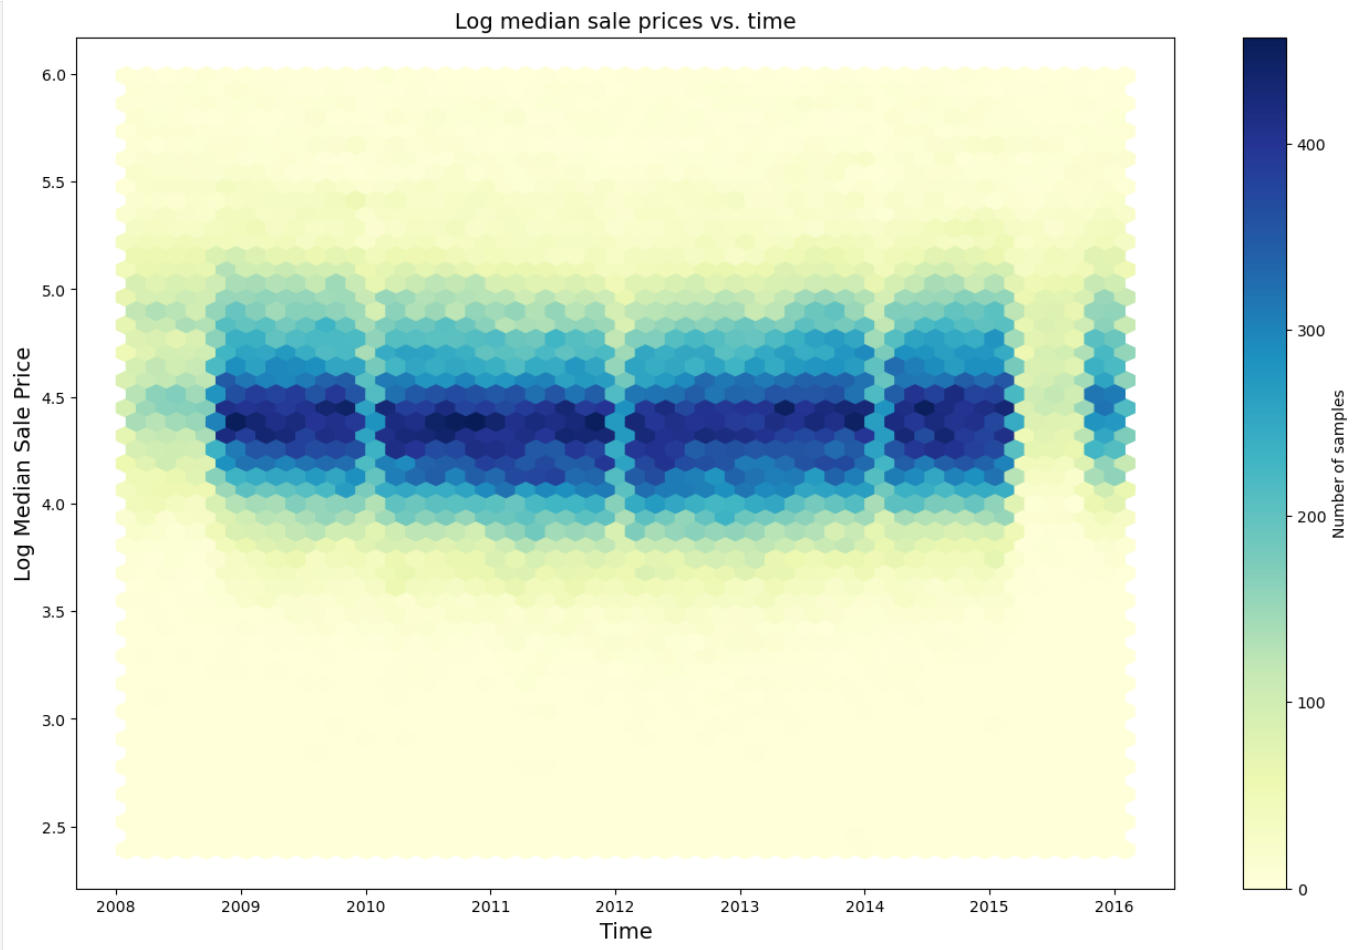 Log median sale prices vs. time
6.0
5.5
5.0
4.5
4.0
3.5
3.0
2.5
Log Median Sale Price
2008 2009 2010 2011 2012 2013 2014 2015 2016
Time
400
300
200
100
0
Number of samples